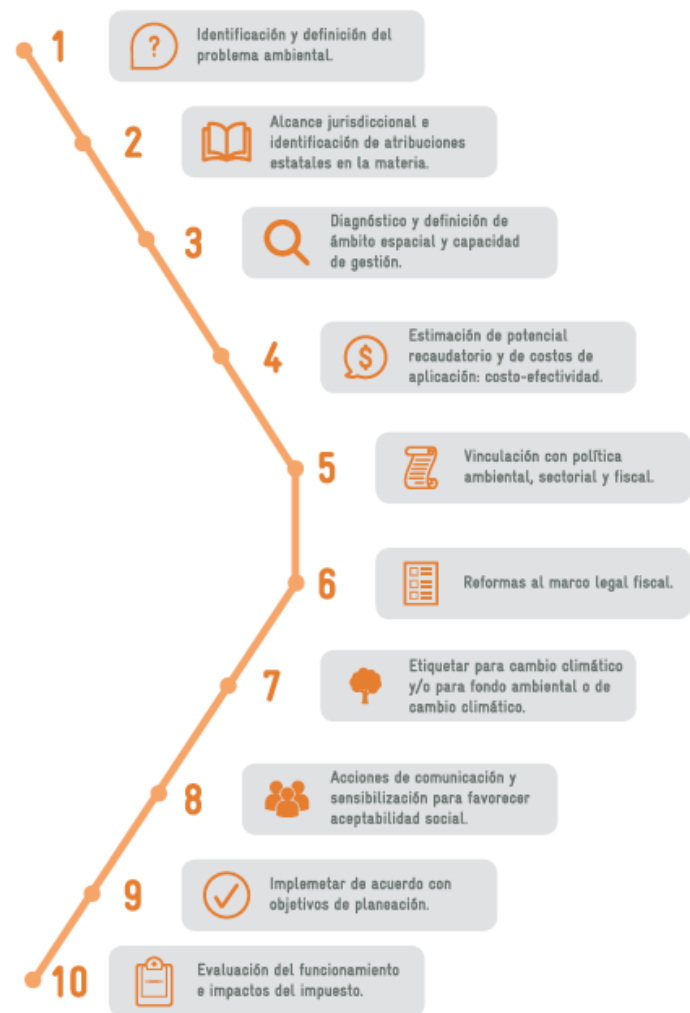 1
?
Identificación y definición del
problema ambiental.
2
Alcance jurisdiccional e
identificación de atribuciones
estatales en la materia.
3
Diagnóstico y definición de
ámbito espacial y capacidad
de gestión.
4
$
Estimación de potencial
recaudatorio y de costos de
aplicación: costo-efectividad.
5
Vinculación con política
ambiental, sectorial y fiscal.
6
Reformas al marco legal fiscal.
7
Etiquetar para cambio climático
y/o para fondo ambiental o de
cambio climático.
8
Acciones de comunicación y
sensibilización para favorecer
aceptabilidad social.
9
Implemetar de acuerdo con
objetivos de planeación.
10
Evaluación del funcionamiento
e impactos del impuesto.